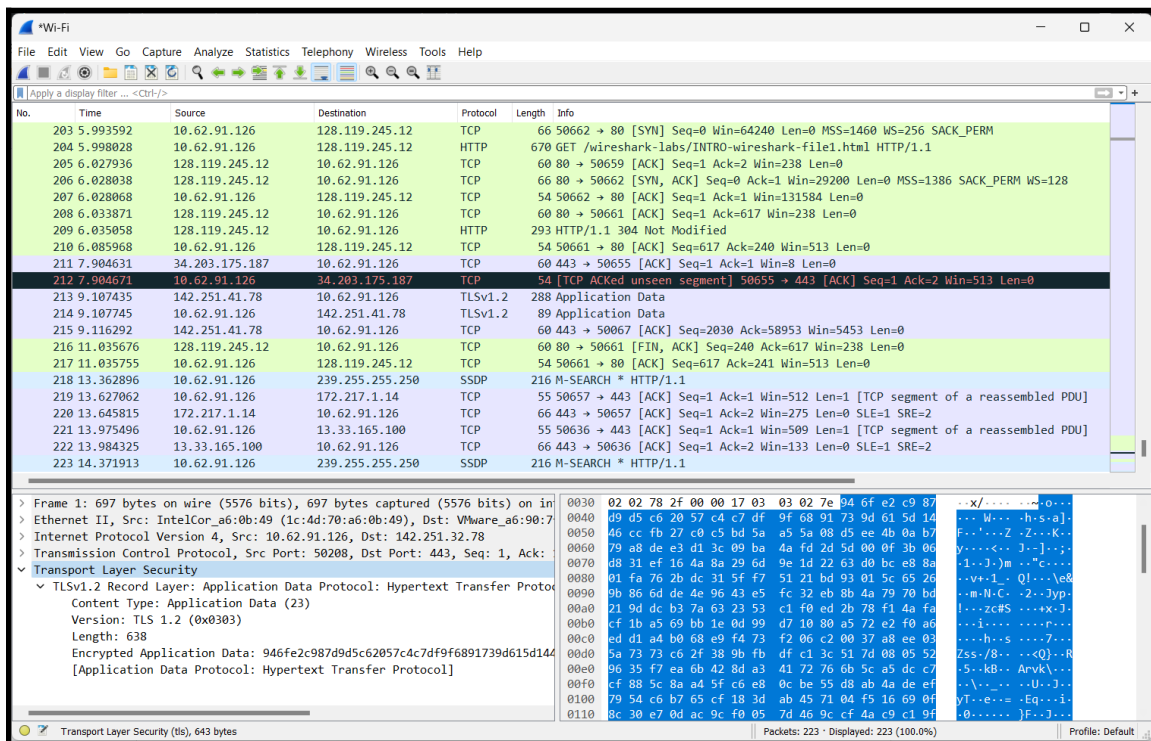 *Wi-Fi
File Edit View Go Capture Analyze Statistics Telephony Wireless Tools Help
Apply a display filter ... <Ctrl-/>
No. Time Source Destination Protocol Length Info
203 5.993592 10.62.91.126 128.119.245.12 TCP 66 50662 → 80 [SYN] Seq=0 Win=64240 Len=0 MSS=1460 WS=256 SACK_PERM
204 5.998028 10.62.91.126 128.119.245.12 HTTP 670 GET /wireshark-labs/INTRO-wireshark-file1.html HTTP/1.1
205 6.027936 128.119.245.12 10.62.91.126 TCP 60 80 → 50659 [ACK] Seq=1 Ack=2 Win=238 Len=0
206 6.028038 128.119.245.12 10.62.91.126 TCP 66 80 → 50662 [SYN, ACK] Seq=0 Ack=1 Win=29200 Len=0 MSS=1386 SACK_PERM WS=128
207 6.028068 10.62.91.126 128.119.245.12 TCP 54 50662 → 80 [ACK] Seq=1 Ack=1 Win=131584 Len=0
208 6.033871 128.119.245.12 10.62.91.126 TCP 60 80 → 50661 [ACK] Seq=1 Ack=617 Win=238 Len=0
209 6.035058 128.119.245.12 10.62.91.126 HTTP 293 HTTP/1.1 304 Not Modified
210 6.085968 10.62.91.126 128.119.245.12 TCP 54 50661 → 80 [ACK] Seq=617 Ack=240 Win=513 Len=0
211 7.904631 34.203.175.187 10.62.91.126 TCP 60 443 → 50655 [ACK] Seq=1 Ack=1 Win=8 Len=0
212 7.904671 10.62.91.126 34.203.175.187 TCP 54 [TCP ACKed unseen segment] 50655 → 443 [ACK] Seq=1 Ack=2 Win=513 Len=0
213 9.107435 142.251.41.78 10.62.91.126 TLSv1.2 288 Application Data
214 9.107745 10.62.91.126 142.251.41.78 TLSv1.2 89 Application Data
215 9.116292 142.251.41.78 10.62.91.126 TCP 60 443 → 50067 [ACK] Seq=2030 Ack=58953 Win=5453 Len=0
216 11.035676 128.119.245.12 10.62.91.126 TCP 60 80 → 50661 [FIN, ACK] Seq=240 Ack=617 Win=238 Len=0
217 11.035755 10.62.91.126 128.119.245.12 TCP 54 50661 → 80 [ACK] Seq=617 Ack=241 Win=513 Len=0
218 13.362896 10.62.91.126 239.255.255.250 SSDP 216 M-SEARCH * HTTP/1.1
219 13.627062 10.62.91.126 172.217.1.14 TCP 55 50657 → 443 [ACK] Seq=1 Ack=1 Win=512 Len=1 [TCP segment of a reassembled PDU]
220 13.645815 172.217.1.14 10.62.91.126 TCP 66 443 → 50657 [ACK] Seq=1 Ack=2 Win=275 Len=0 SLE=1 SRE=2
221 13.975496 10.62.91.126 13.33.165.100 TCP 55 50636 → 443 [ACK] Seq=1 Ack=1 Win=509 Len=1 [TCP segment of a reassembled PDU]
222 13.984325 13.33.165.100 10.62.91.126 TCP 66 443 → 50636 [ACK] Seq=1 Ack=2 Win=133 Len=0 SLE=1 SRE=2
223 14.371913 10.62.91.126 239.255.255.250 SSDP 216 M-SEARCH * HTTP/1.1
Frame 1: 697 bytes on wire (5576 bits), 697 bytes captured (5576 bits) on in
Ethernet II, Src: IntelCor_a6:0b:49 (1c:4d:70:a6:0b:49), Dst: VMware_a6:90:7
Internet Protocol Version 4, Src: 10.62.91.126, Dst: 142.251.32.78
Transmission Control Protocol, Src Port: 50208, Dst Port: 443, Seq: 1, Ack:
Transport Layer Security
TLSv1.2 Record Layer: Application Data Protocol: Hypertext Transfer Proto
Content Type: Application Data (23)
Version: TLS 1.2 (0x0303)
Length: 638
Encrypted Application Data: 946fe2c987d9d5c62057c4c7df9f6891739d615d144
[Application Data Protocol: Hypertext Transfer Protocol]
0030 02 02 78 2f 00 00 17 03 03 02 7e 94 6f e2 c9 87 ··x/···· ··~·o···
0040 d9 d5 c6 20 57 c4 c7 df 9f 68 91 73 9d 61 5d 14 ··· W··· ·h·s·a]·
0050 46 cc fb 27 c0 c5 bd 5a a5 5a 08 d5 ee 4b 0a b7 F··'···Z ·Z···K··
0060 79 a8 de e3 d1 3c 09 ba 4a fd 2d 5d 00 0f 3b 06 y····<·· J·-]··;·
0070 d8 31 ef 16 4a 8a 29 6d 9e 1d 22 63 d0 bc e8 8a ·1··J·)m ··"c····
0080 01 fa 76 2b dc 31 5f f7 51 21 bd 93 01 5c 65 26 ··v+·1_· Q!···\e&
0090 9b 86 6d de 4e 96 43 e5 fc 32 eb 8b 4a 79 70 bd ··m·N·C· ·2··Jyp·
00a0 21 9d dc b3 7a 63 23 53 c1 f0 ed 2b 78 f1 4a fa !···zc#S ···+x·J·
00b0 cf 1b a5 69 bb 1e 0d 99 d7 10 80 a5 72 e2 f0 a6 ···i···· ····r···
00c0 ed d1 a4 b0 68 e9 f4 73 f2 06 c2 00 37 a8 ee 03 ····h··s ····7···
00d0 5a 73 73 c6 2f 38 9b fb df c1 3c 51 7d 08 05 52 Zss·/8·· ··<Q}··R
00e0 96 35 f7 ea 6b 42 8d a3 41 72 76 6b 5c a5 dc c7 ·5··kB·· Arvk\···
00f0 cf 88 5c 8a a4 5f c6 e8 0c be 55 d8 ab 4a de ef ··\··_·· ··U··J··
0100 79 54 c6 b7 65 cf 18 3d ab 45 71 04 f5 16 69 0f yT··e··= ·Eq···i·
0110 8c 30 e7 0d ac 9c f0 05 7d 46 9c cf 4a c9 c1 9f ·0······ }F··J···
Transport Layer Security (tls), 643 bytes Packets: 223 · Displayed: 223 (100.0%) Profile: Default